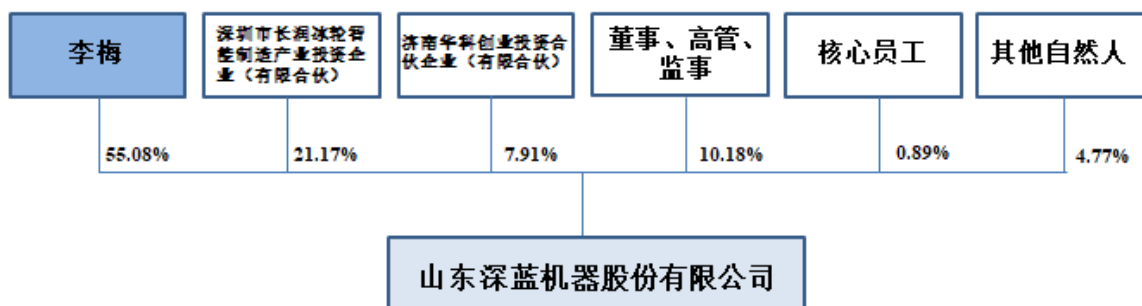 李梅
深圳市长润冰轮智
能制造产业投资企
业（有限合伙）
济南华科创业投资合
伙企业（有限合伙）
董事、高管、
监事
核心员工
其他自然人
55.08%
21.17%
7.91%
10.18%
0.89%
4.77%
山东深蓝机器股份有限公司